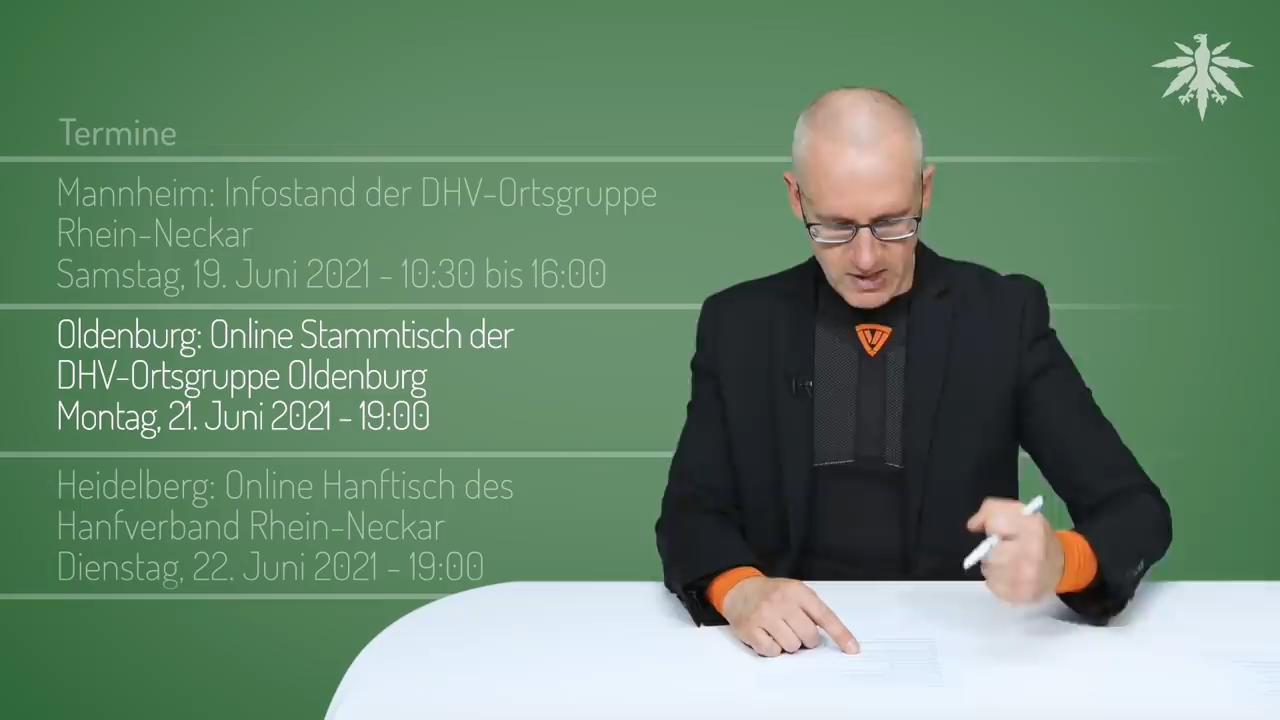 Termine
Mannheim: Infostand der DHV-Ortsgruppe
Rhein-Neckar
Samstag, 19. Juni 2021 - 10:30 bis 16:00
Oldenburg: Online Stammtisch der
DHV-Ortsgruppe Oldenburg
Montag, 21. Juni 2021 - 19:00
Heidelberg: Online Hanftisch des
Hanfverband Rhein-Neckar
Dienstag, 22. Juni 2021 - 19:00